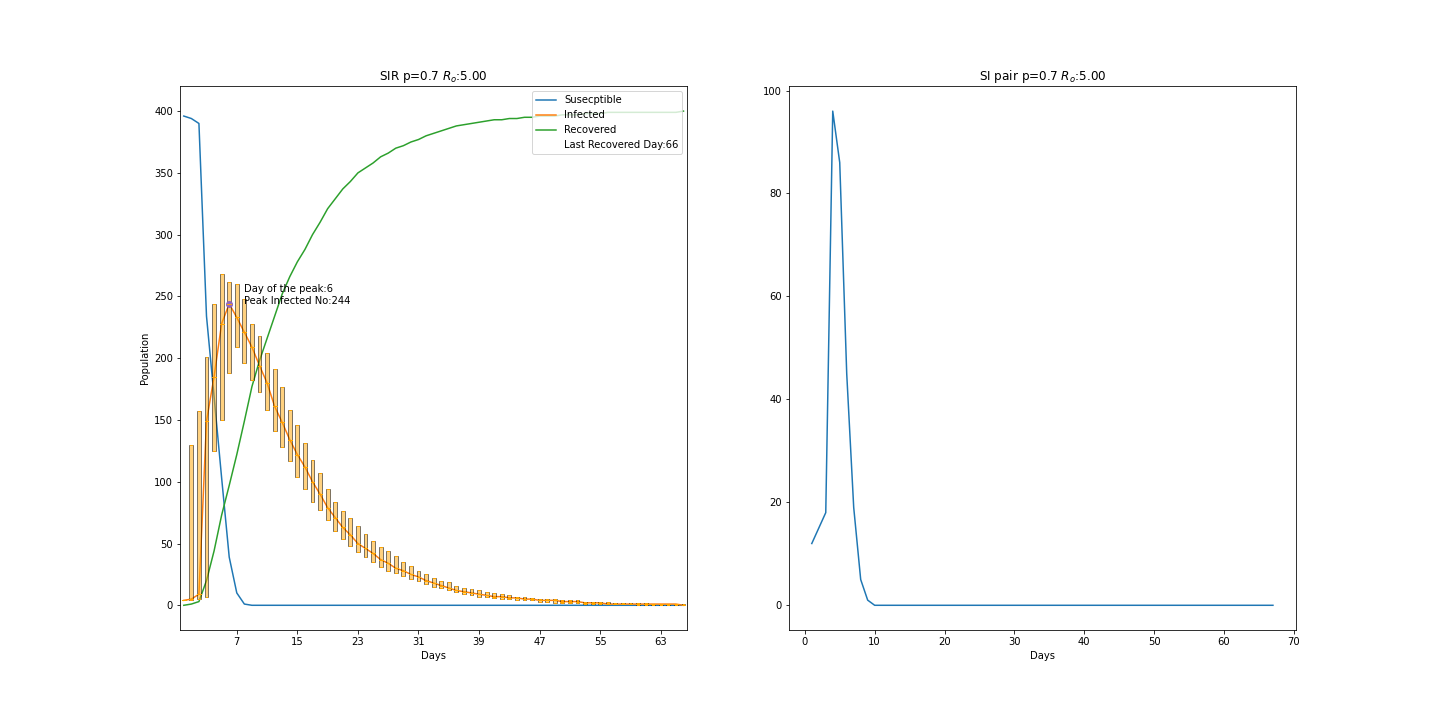 SIR p=0.7 Rₒ:5.00
Susecptible
Infected
Recovered
Last Recovered Day:66
Day of the peak:6
Peak Infected No:244
Population
400
350
300
250
200
150
100
50
0
7 15 23 31 39 47 55 63
Days
SI pair p=0.7 Rₒ:5.00
100
80
60
40
20
0
0 10 20 30 40 50 60 70
Days